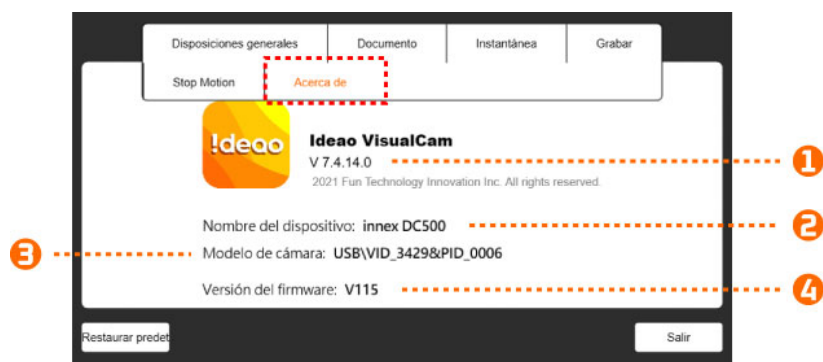 Disposiciones generales Documento Instantánea Grabar
Stop Motion Acerca de
!deao
Ideao VisualCam
V 7.4.14.0
1
2021 Fun Technology Innovation Inc. All rights reserved.
Nombre del dispositivo: innex DC500
2
3
Modelo de cámara: USB\VID_3429&PID_0006
Versión del firmware: V115
4
Restaurar predet
Salir